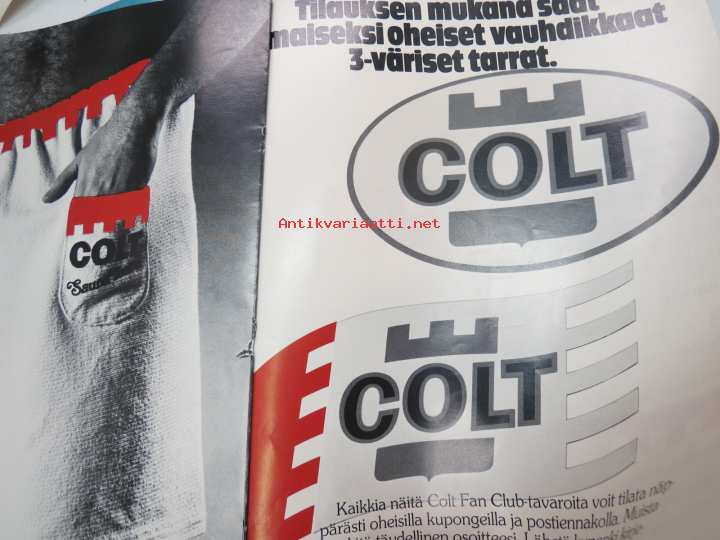 Tilauksen mukana saat
maiseksi oheiset vauhdikkaat
3-väriset tarrat.
COLT
Antikvariantti.net
COLT
COLT
Kaikkia näitä Colt Fan Club-tavaroita voit tilata näp-
pärästi oheisilla kupongeilla ja postiennakolla. Muista
täydellinen osoitteesi.